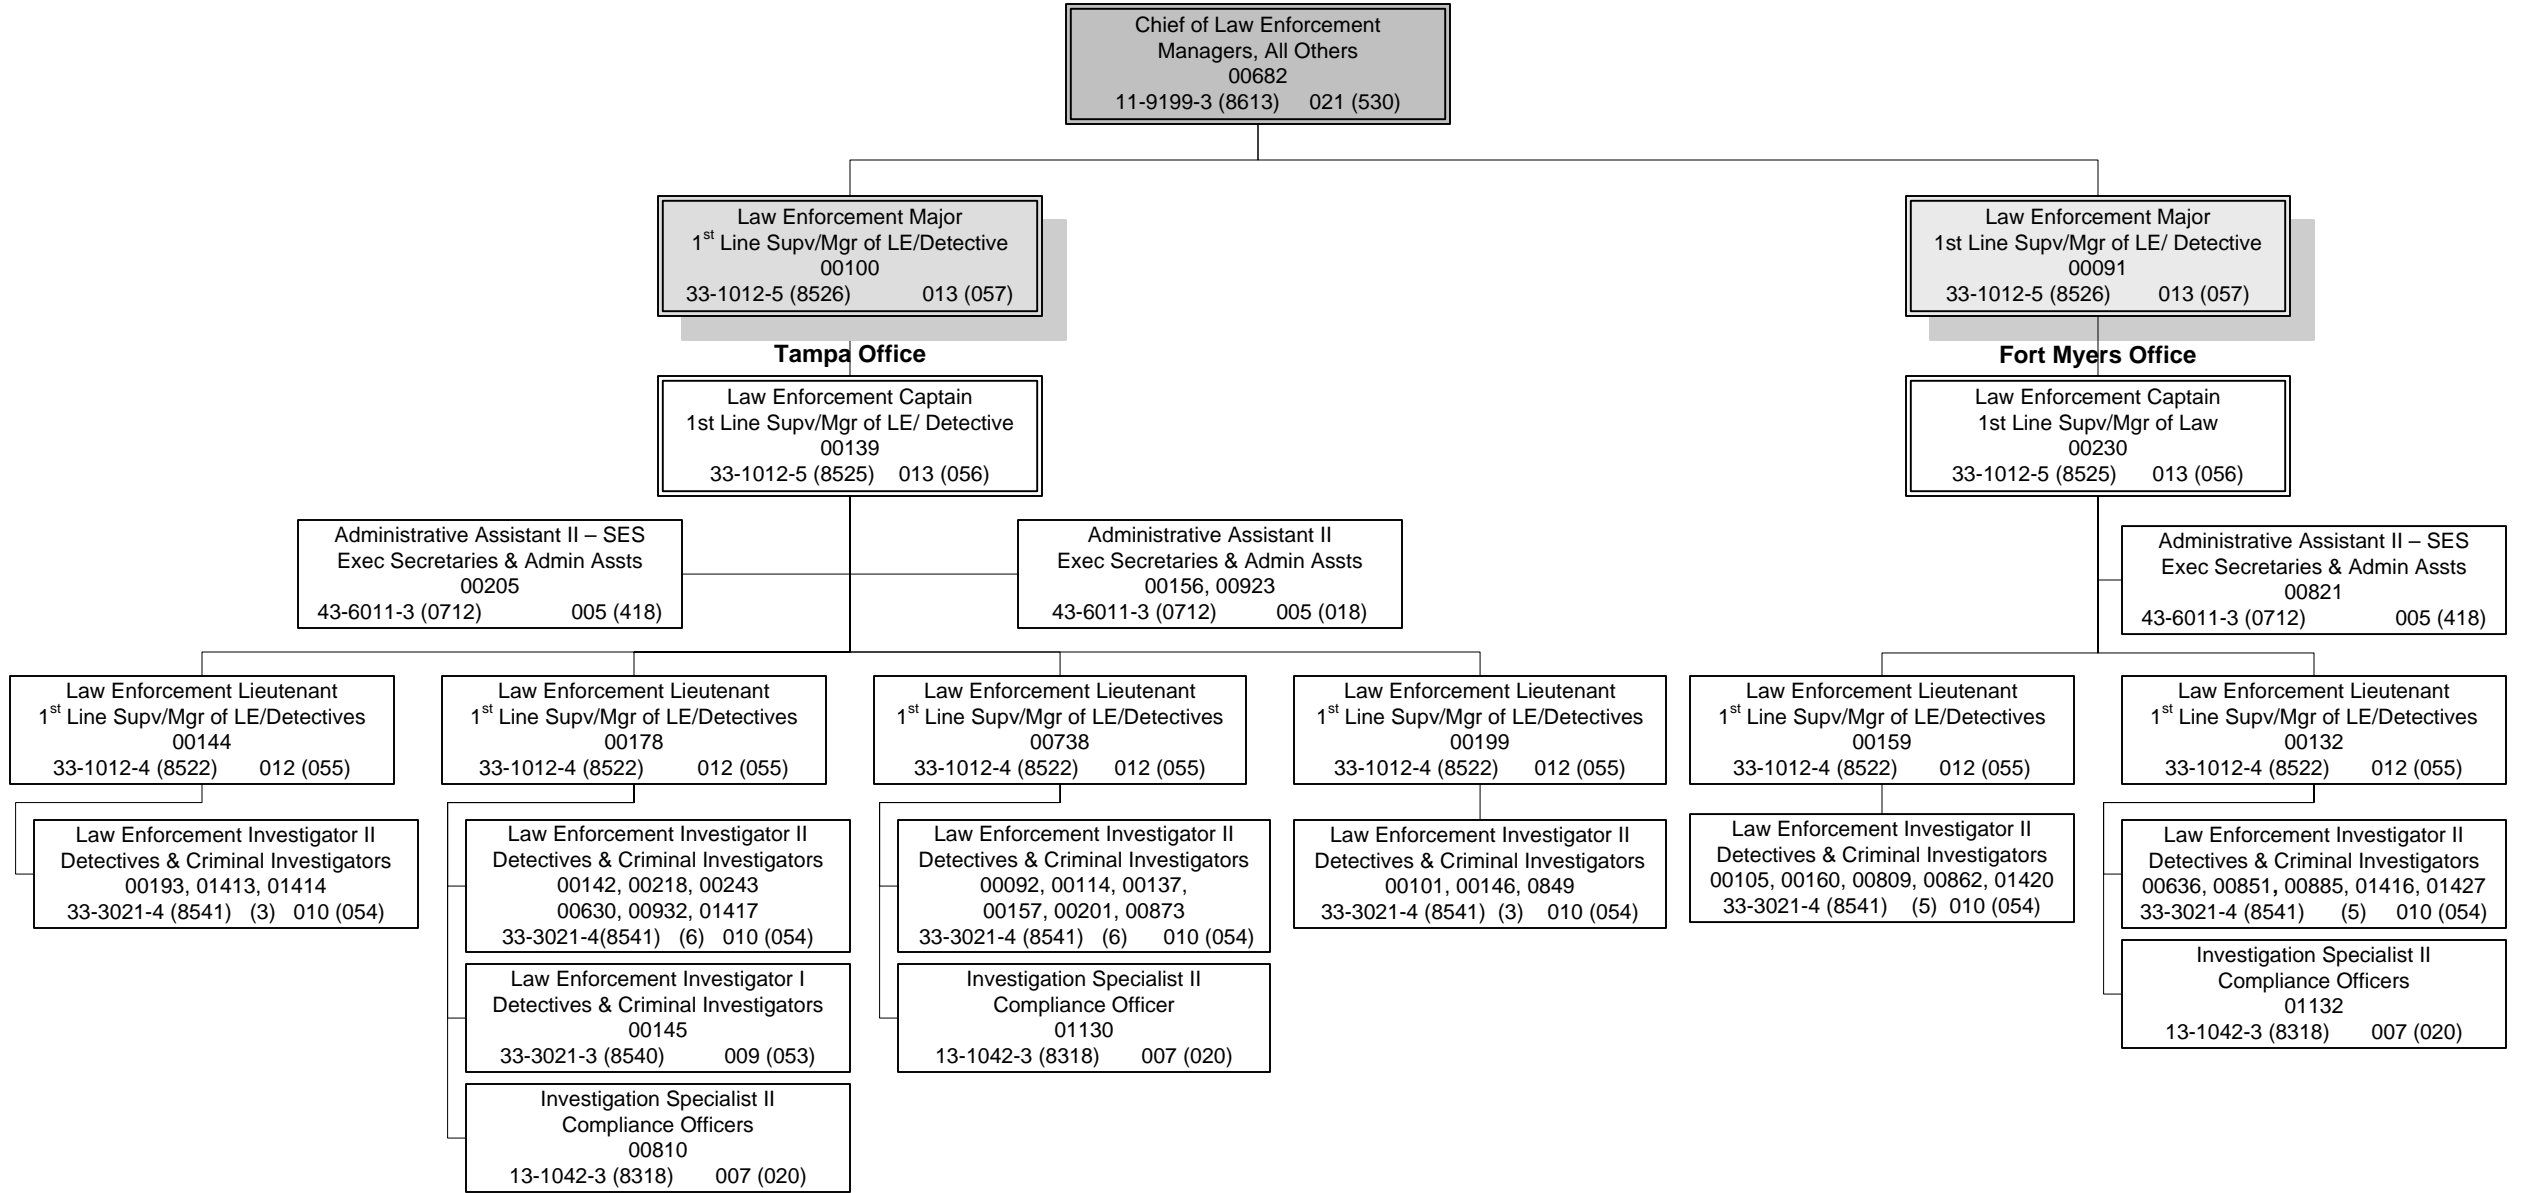 Chief of Law Enforcement
Managers, All Others
00682
11-9199-3 (8613) 021 (530)
Law Enforcement Major
1st Line Supv/Mgr of LE/Detective
00100
33-1012-5 (8526) 013 (057)
Law Enforcement Major
1st Line Supv/Mgr of LE/ Detective
00091
33-1012-5 (8526) 013 (057)
Tampa Office
Fort Myers Office
Law Enforcement Captain
1st Line Supv/Mgr of LE/ Detective
00139
33-1012-5 (8525) 013 (056)
Law Enforcement Captain
1st Line Supv/Mgr of Law
00230
33-1012-5 (8525) 013 (056)
Administrative Assistant II – SES
Exec Secretaries & Admin Assts
00205
43-6011-3 (0712) 005 (418)
Administrative Assistant II
Exec Secretaries & Admin Assts
00156, 00923
43-6011-3 (0712) 005 (018)
Administrative Assistant II – SES
Exec Secretaries & Admin Assts
00821
43-6011-3 (0712) 005 (418)
Law Enforcement Lieutenant
1st Line Supv/Mgr of LE/Detectives
00144
33-1012-4 (8522) 012 (055)
Law Enforcement Lieutenant
1st Line Supv/Mgr of LE/Detectives
00178
33-1012-4 (8522) 012 (055)
Law Enforcement Lieutenant
1st Line Supv/Mgr of LE/Detectives
00738
33-1012-4 (8522) 012 (055)
Law Enforcement Lieutenant
1st Line Supv/Mgr of LE/Detectives
00199
33-1012-4 (8522) 012 (055)
Law Enforcement Lieutenant
1st Line Supv/Mgr of LE/Detectives
00159
33-1012-4 (8522) 012 (055)
Law Enforcement Lieutenant
1st Line Supv/Mgr of LE/Detectives
00132
33-1012-4 (8522) 012 (055)
Law Enforcement Investigator II
Detectives & Criminal Investigators
00193, 01413, 01414
33-3021-4 (8541) (3) 010 (054)
Law Enforcement Investigator II
Detectives & Criminal Investigators
00142, 00218, 00243
00630, 00932, 01417
33-3021-4(8541) (6) 010 (054)
Law Enforcement Investigator II
Detectives & Criminal Investigators
00092, 00114, 00137,
00157, 00201, 00873
33-3021-4 (8541) (6) 010 (054)
Law Enforcement Investigator II
Detectives & Criminal Investigators
00101, 00146, 0849
33-3021-4 (8541) (3) 010 (054)
Law Enforcement Investigator II
Detectives & Criminal Investigators
00105, 00160, 00809, 00862, 01420
33-3021-4 (8541) (5) 010 (054)
Law Enforcement Investigator II
Detectives & Criminal Investigators
00636, 00851, 00885, 01416, 01427
33-3021-4 (8541) (5) 010 (054)
Law Enforcement Investigator I
Detectives & Criminal Investigators
00145
33-3021-3 (8540) 009 (053)
Investigation Specialist II
Compliance Officer
01130
13-1042-3 (8318) 007 (020)
Investigation Specialist II
Compliance Officers
01132
13-1042-3 (8318) 007 (020)
Investigation Specialist II
Compliance Officers
00810
13-1042-3 (8318) 007 (020)